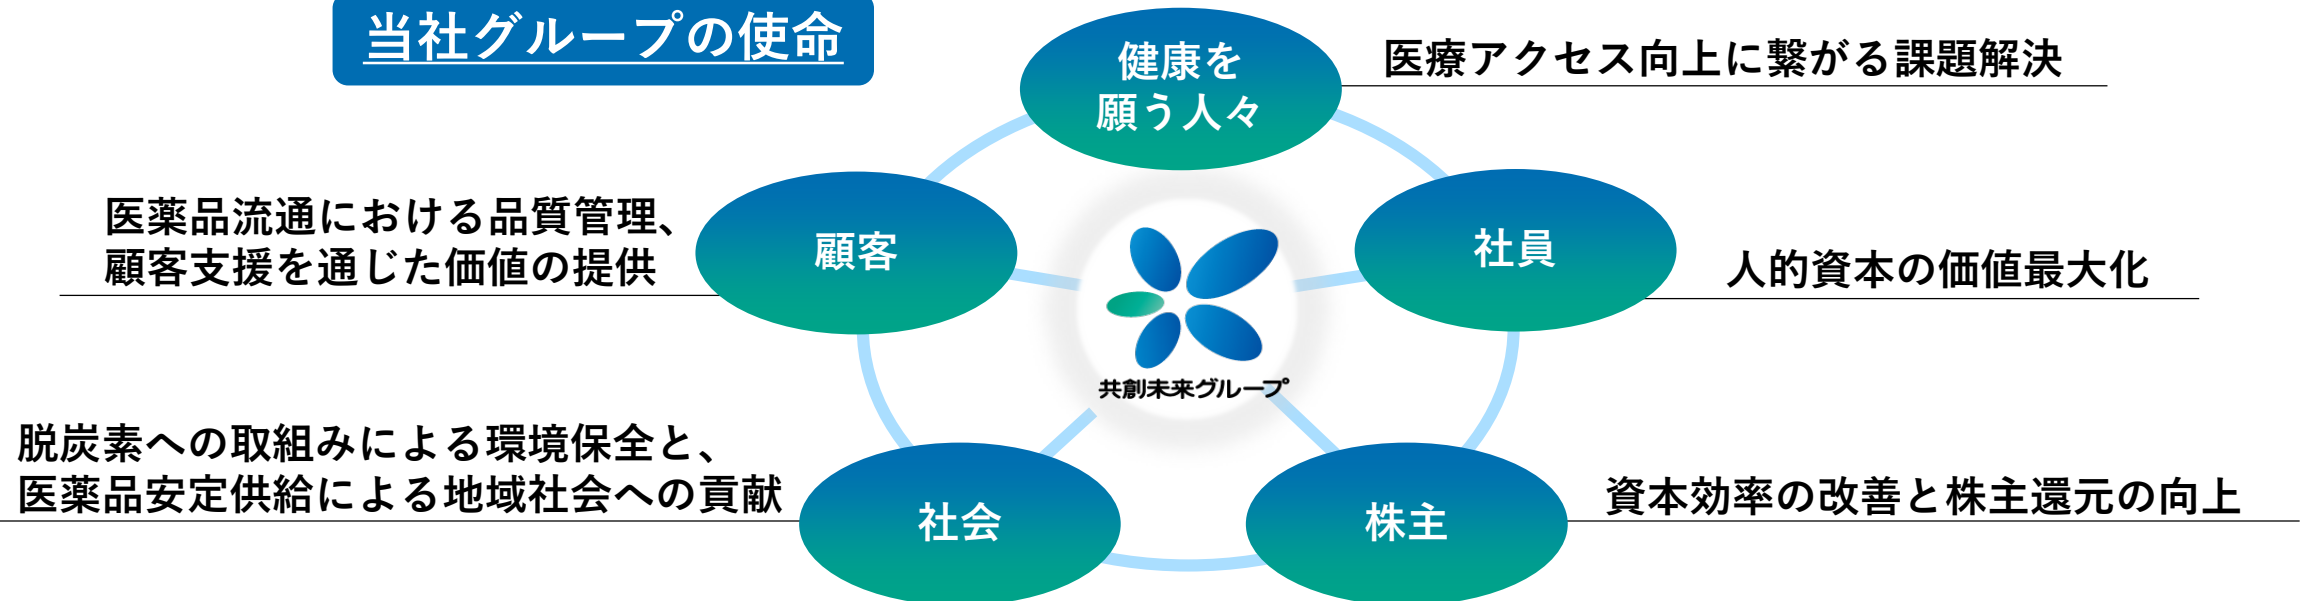 当社グループの使命
健康を
願う人々
医療アクセス向上に繋がる課題解決
医薬品流通における品質管理、
顧客支援を通じた価値の提供
顧客
社員
人的資本の価値最大化
共創未来グループ
脱炭素への取組みによる環境保全と、
医薬品安定供給による地域社会への貢献
社会
株主
資本効率の改善と株主還元の向上